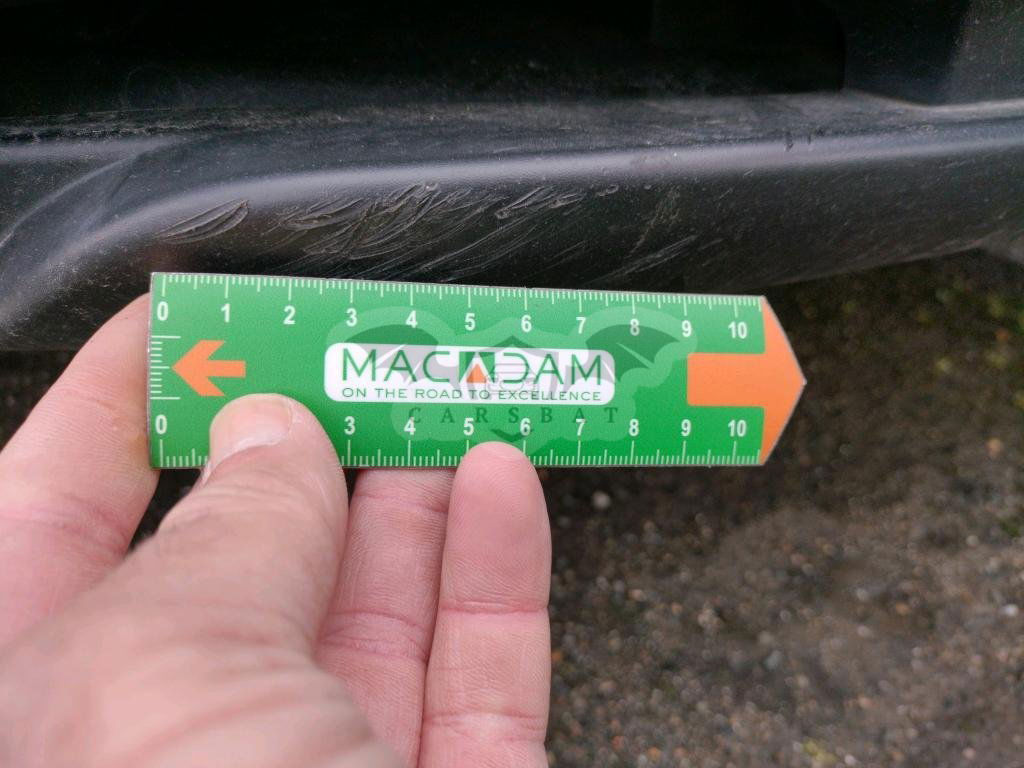 0 1 2 3 4 5 6 7 8 9 10
MACADAM
ON THE ROAD TO EXCELLENCE
CARSBAT
0 3 4 5 6 7 8 9 10